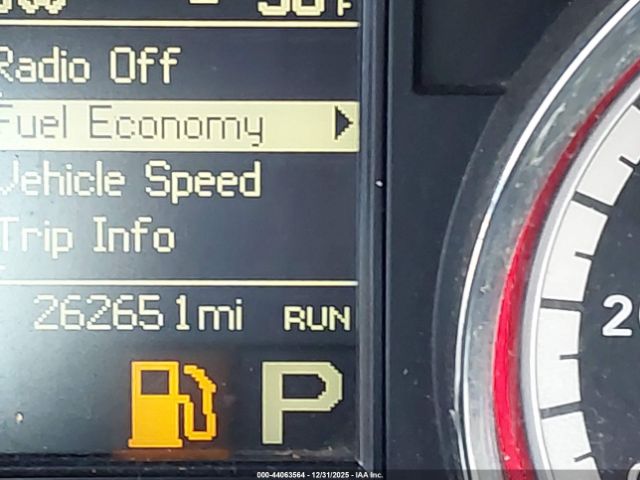 Radio Off
Fuel Economy
Vehicle Speed
Trip Info
262651mi RUN
P
000-44063564 - 12/31/2025 - IAA Inc.